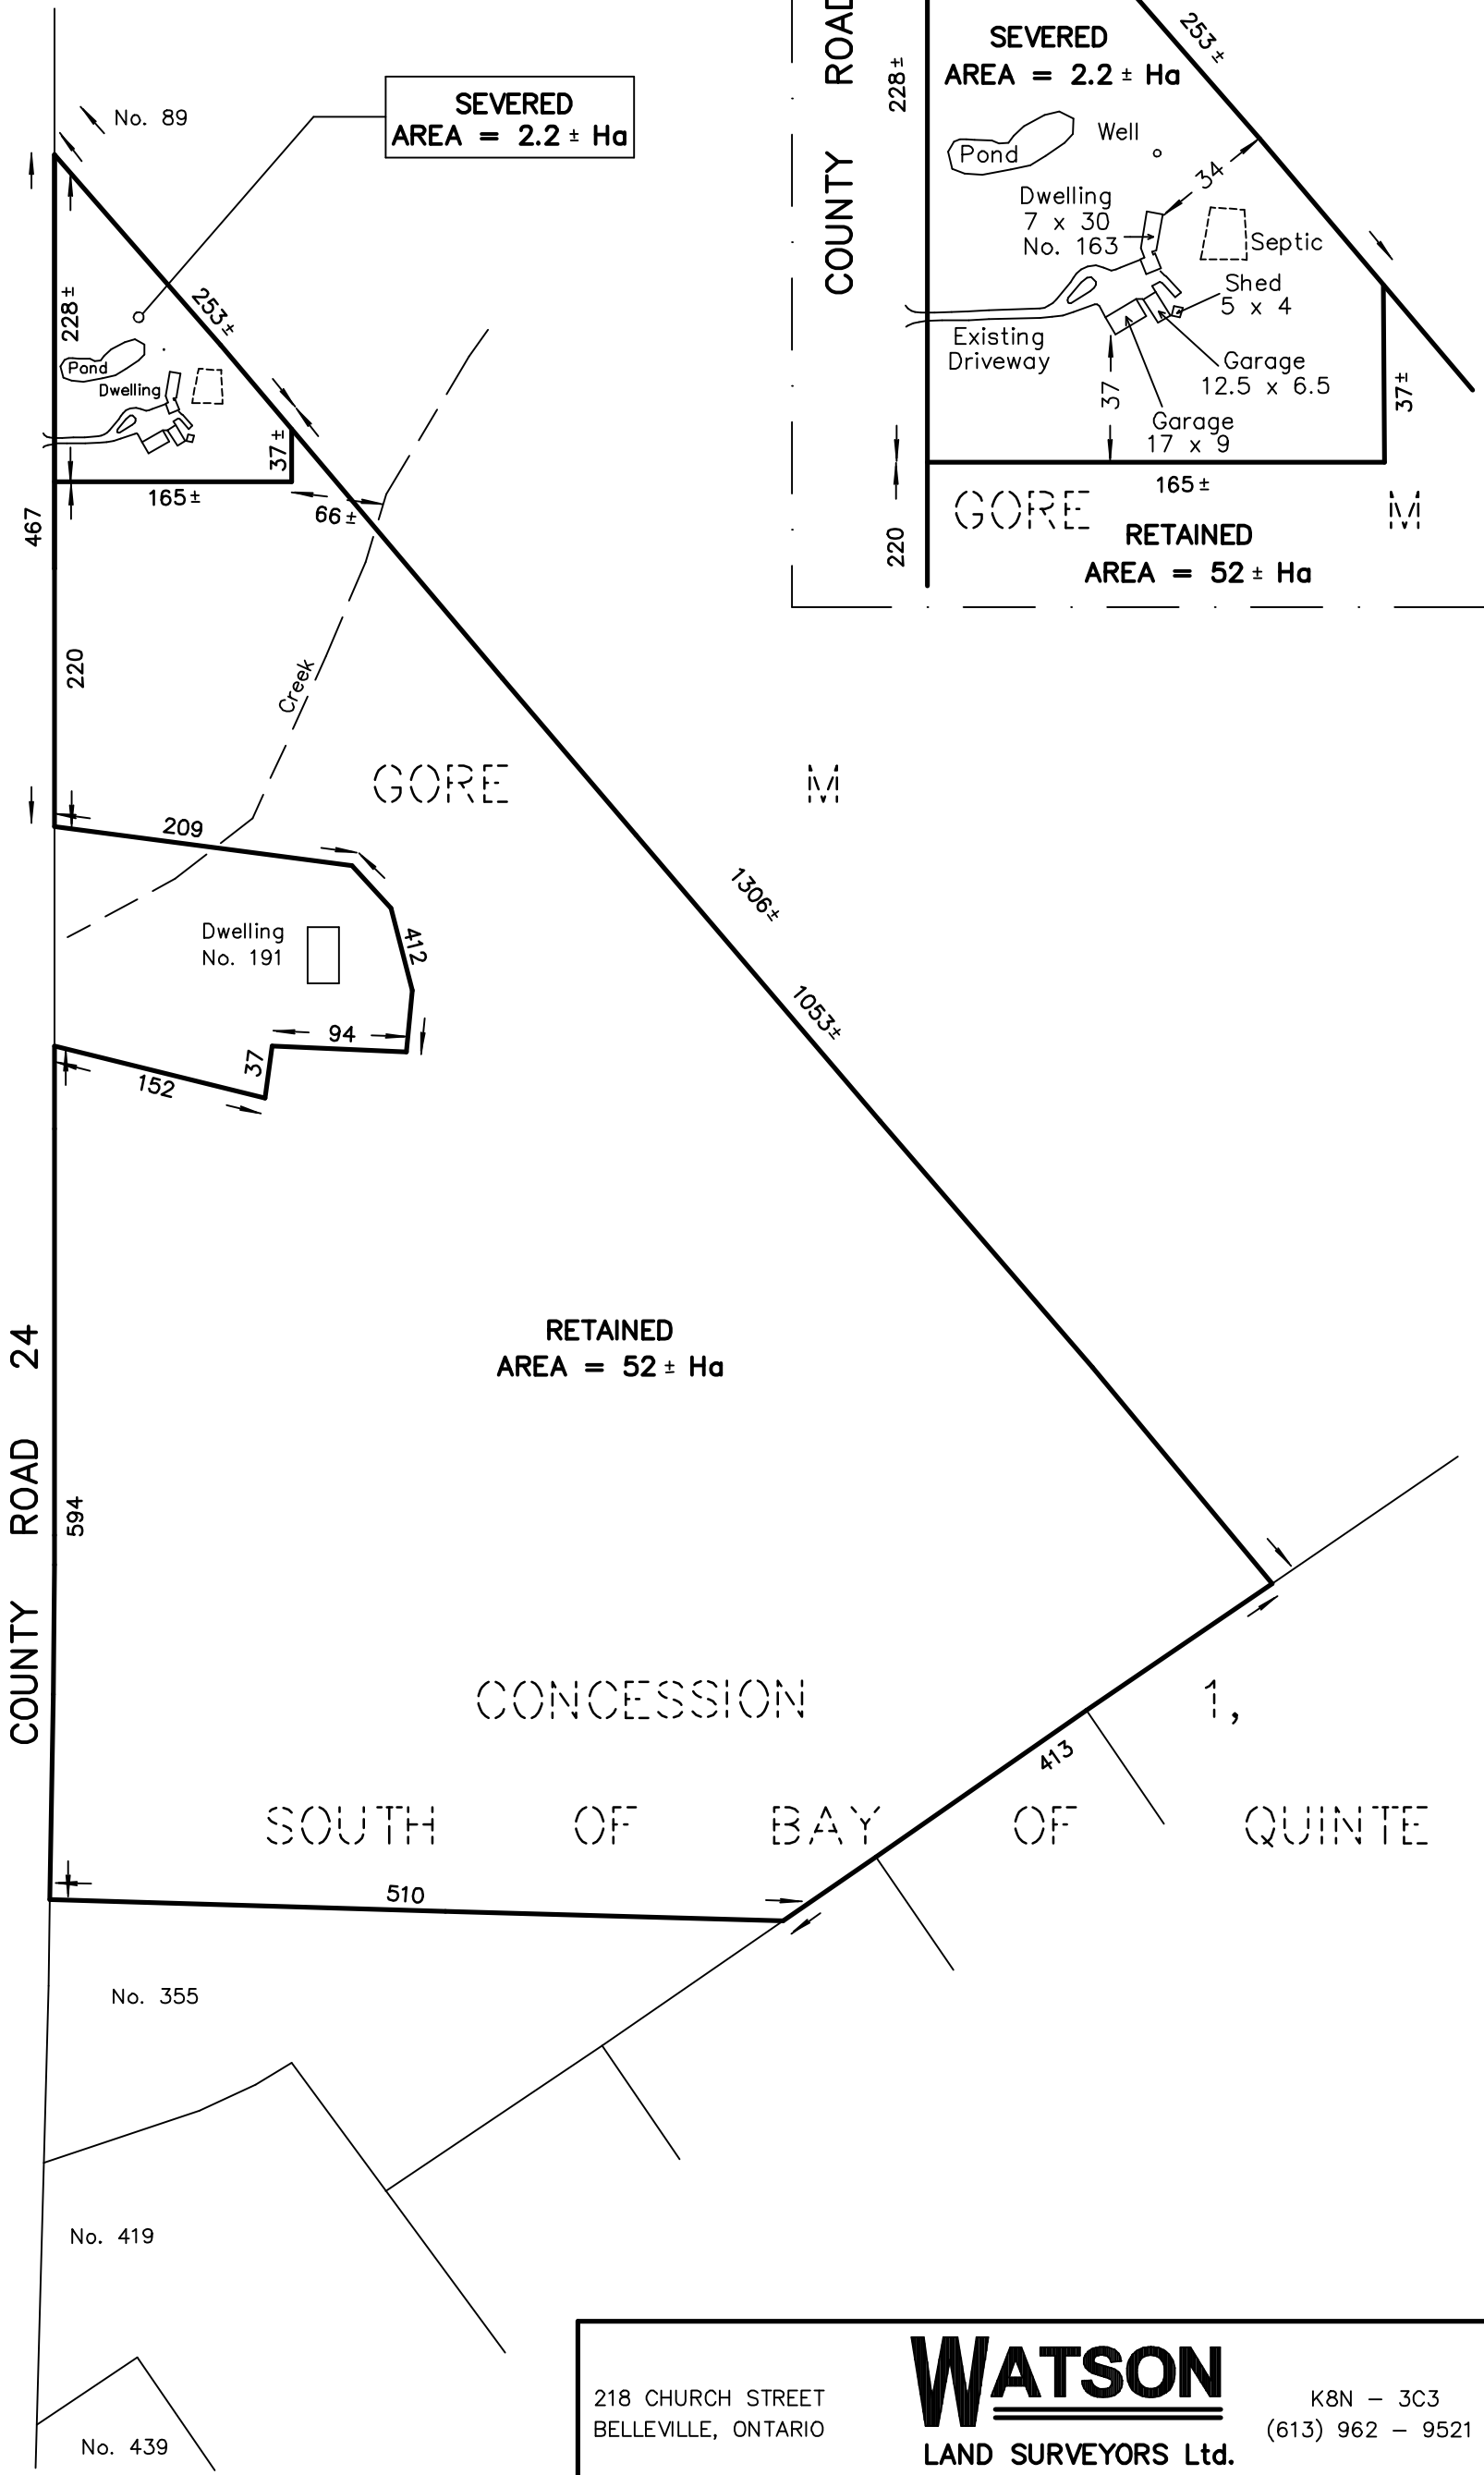 No. 89
SEVERED
AREA = 2.2 ± Ha
228±
253±
Pond
Dwelling
37±
165±
66±
467
220
Creek
GORE M
209
Dwelling
No. 191
412
94
37
152
1306±
1053±
RETAINED
AREA = 52 ± Ha
COUNTY ROAD 24
594
CONCESSION 1,
SOUTH OF BAY OF QUINTE
413
510
No. 355
No. 419
No. 439
COUNTY ROAD
228±
SEVERED
AREA = 2.2 ± Ha
253±
Pond
Well
34
Dwelling
7 x 30
No. 163
Septic
Shed
5 x 4
Existing
Driveway
Garage
12.5 x 6.5
37
Garage
17 x 9
37±
165±
220
GORE M
RETAINED
AREA = 52 ± Ha
218 CHURCH STREET
BELLEVILLE, ONTARIO
WATSON
LAND SURVEYORS Ltd.
K8N – 3C3
(613) 962 – 9521